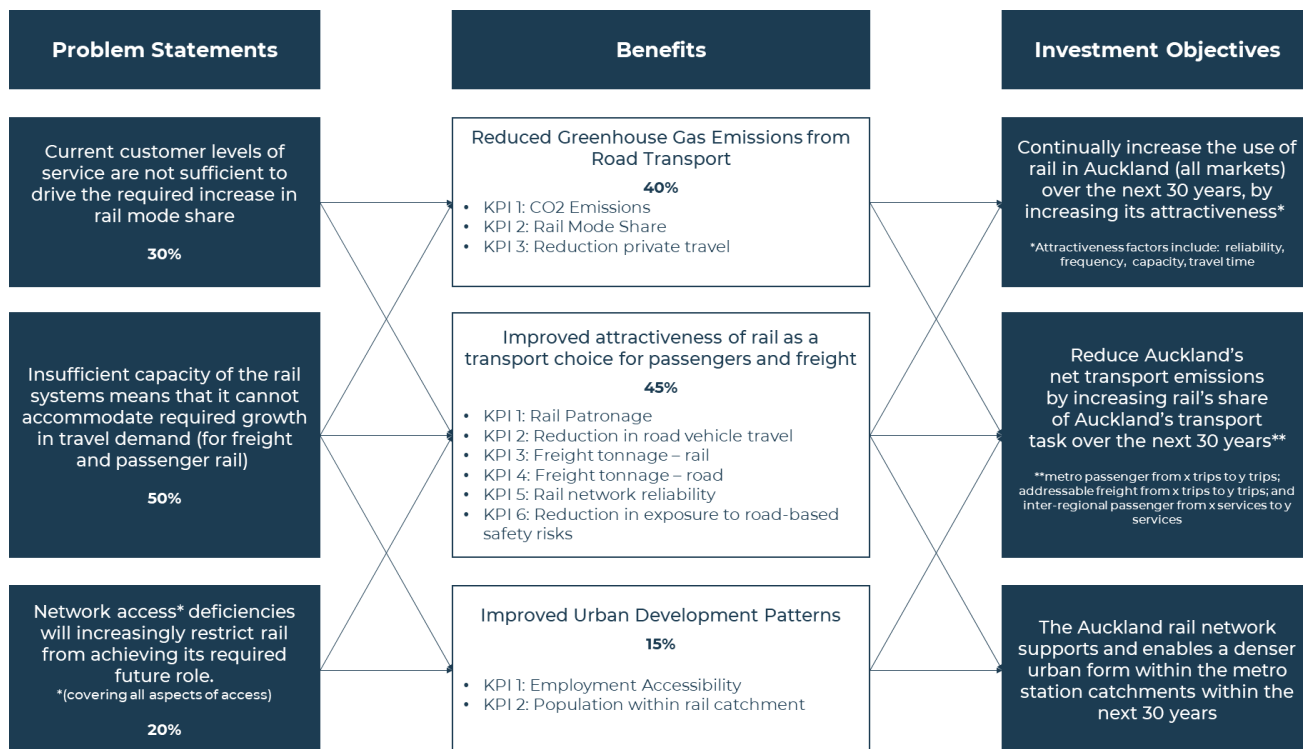 Problem Statements
Benefits
Investment Objectives
Current customer levels of
service are not sufficient to
drive the required increase in
rail mode share
30%
Insufficient capacity of the rail
systems means that it cannot
accommodate required growth
in travel demand (for freight
and passenger rail)
50%
Network access* deficiencies
will increasingly restrict rail
from achieving its required
future role.
*(covering all aspects of access)
20%
Reduced Greenhouse Gas Emissions from
Road Transport
40%
• KPI 1: CO2 Emissions
• KPI 2: Rail Mode Share
• KPI 3: Reduction private travel
Improved attractiveness of rail as a
transport choice for passengers and freight
45%
• KPI 1: Rail Patronage
• KPI 2: Reduction in road vehicle travel
• KPI 3: Freight tonnage – rail
• KPI 4: Freight tonnage – road
• KPI 5: Rail network reliability
• KPI 6: Reduction in exposure to road-based
safety risks
Improved Urban Development Patterns
15%
• KPI 1: Employment Accessibility
• KPI 2: Population within rail catchment
Continually increase the use of
rail in Auckland (all markets)
over the next 30 years, by
increasing its attractiveness*
*Attractiveness factors include: reliability,
frequency, capacity, travel time
Reduce Auckland’s
net transport emissions
by increasing rail’s share
of Auckland’s transport
task over the next 30 years**
**metro passenger from x trips to y trips;
addressable freight from x trips to y trips; and
inter-regional passenger from x services to y
services
The Auckland rail network
supports and enables a denser
urban form within the metro
station catchments within the
next 30 years